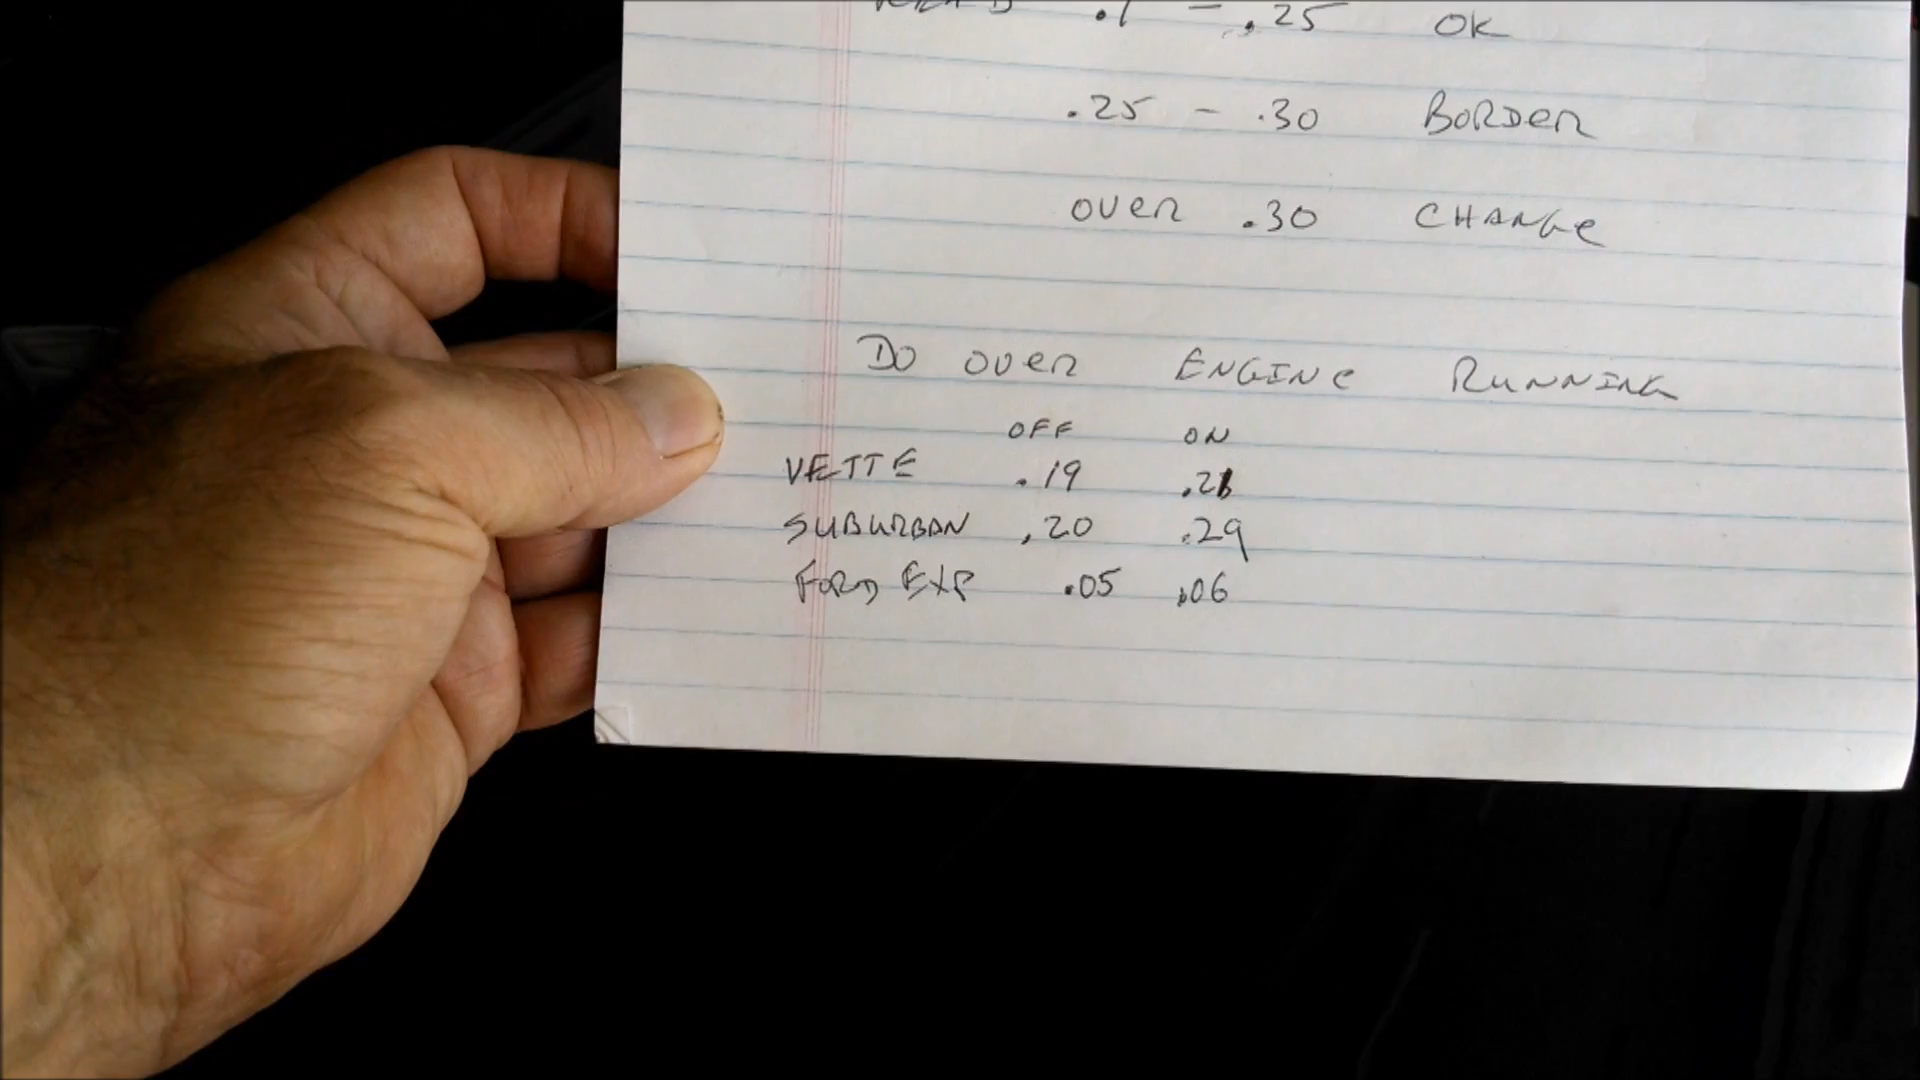 .1 - .25 OK
.25 - .30 BORDER
OVER .30 CHANGE
DO OVER ENGINE RUNNING
OFF ON
VETTE .19
SUBURBAN .20 .29
FORD EXP .05 .06